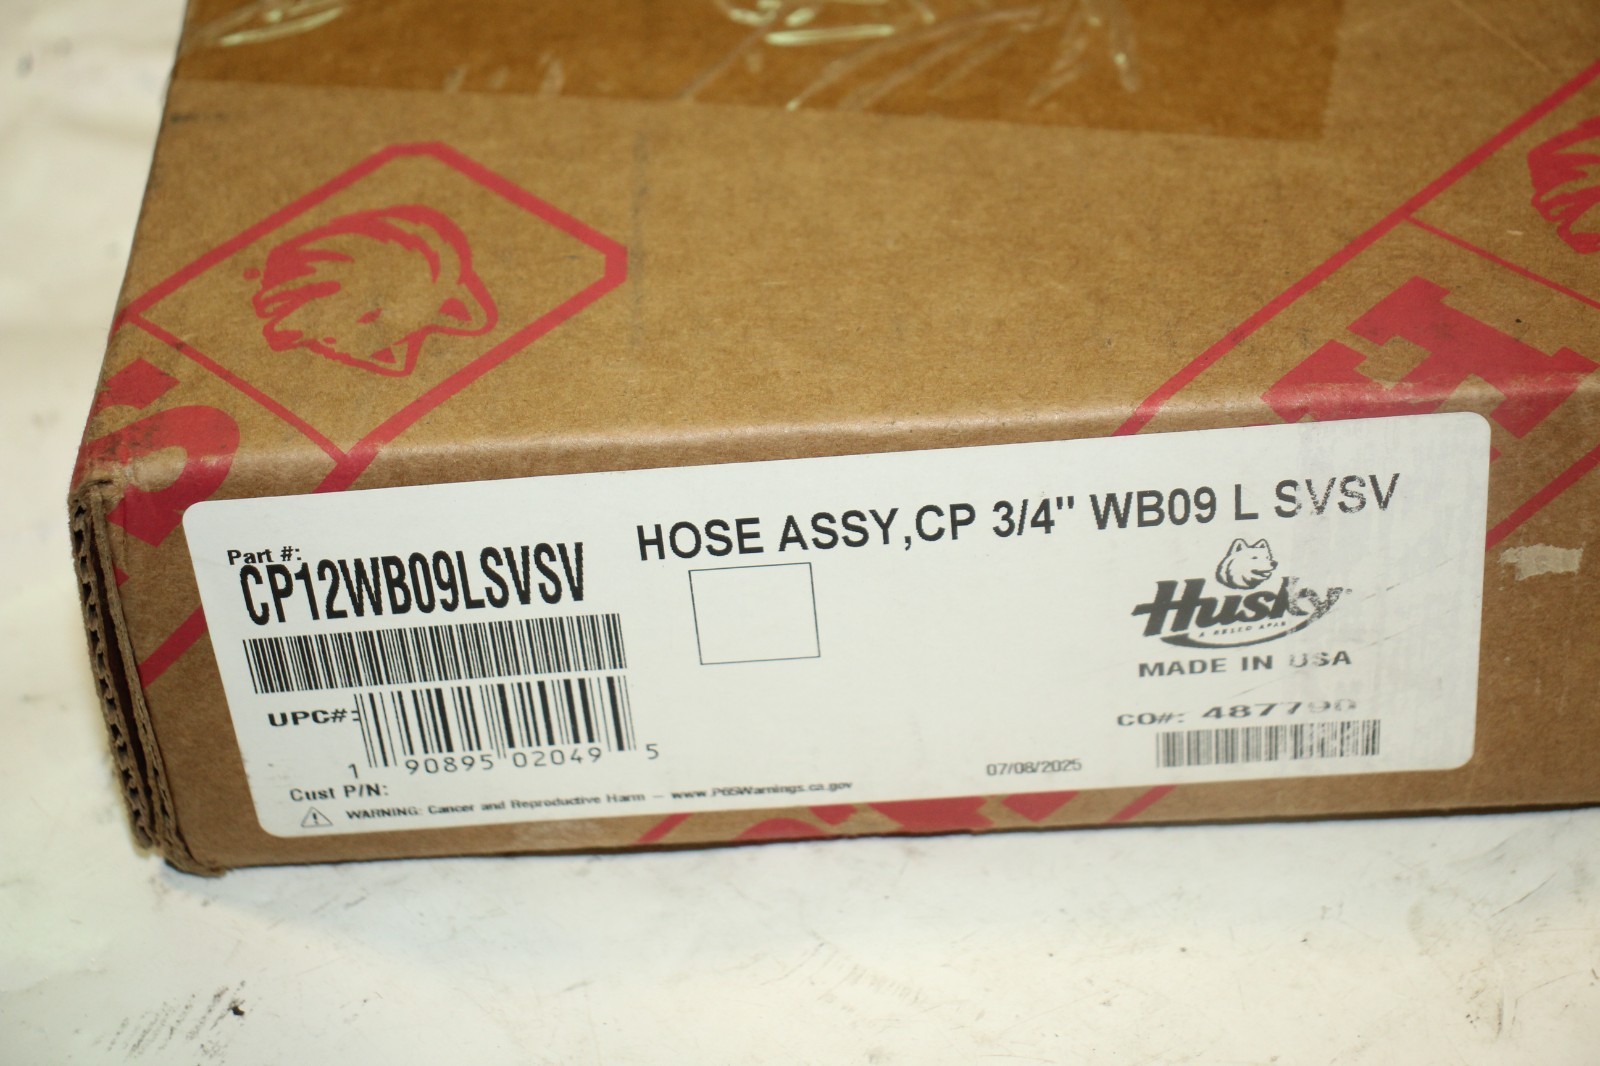 Part #:
CP12WB09LSVSV
HOSE ASSY,CP 3/4" WB09 L SVSV
Husky
MADE IN USA
UPC#:
1 90895 02049 5
CO#: 487790
07/08/2025
Cust P/N:
WARNING: Cancer and Reproductive Harm – www.P65Warnings.ca.gov